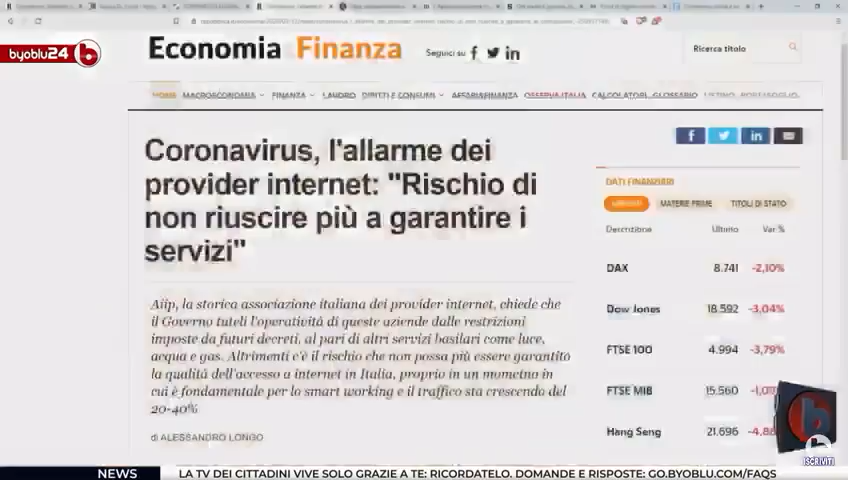 byoblu24
Economia Finanza
Seguici su
Ricerca titolo
HOME MACROECONOMIA FINANZA LAVORO DIRITTI E CONSUMI AFFARI&FINANZA OSSERVA ITALIA CALCOLATORI GLOSSARIO LISTINO PORTAFOGLIO
Coronavirus, l'allarme dei
provider internet: "Rischio di
non riuscire più a garantire i
servizi"
Aiip, la storica associazione italiana dei provider internet, chiede che
il Governo tuteli l'operatività di queste aziende dalle restrizioni
imposte da futuri decreti, al pari di altri servizi basilari come luce,
acqua e gas. Altrimenti c'è il rischio che non possa più essere garantito
la qualità dell'accesso a internet in Italia, proprio in un mometno in
cui è fondamentale per lo smart working e il traffico sta crescendo del
20-40%
di ALESSANDRO LONGO
DATI FINANZIARI
MATERIE PRIME TITOLI DI STATO
Descrizione Ultimo Var %
DAX 8.741 -2,10%
Dow Jones 18.592 -3,04%
FTSE 100 4.994 -3,79%
FTSE MIB 15.560
Hang Seng 21.696
ISCRIVITI
NEWS LA TV DEI CITTADINI VIVE SOLO GRAZIE A TE: RICORDATELO. DOMANDE E RISPOSTE: GO.BYOBLU.COM/FAQS